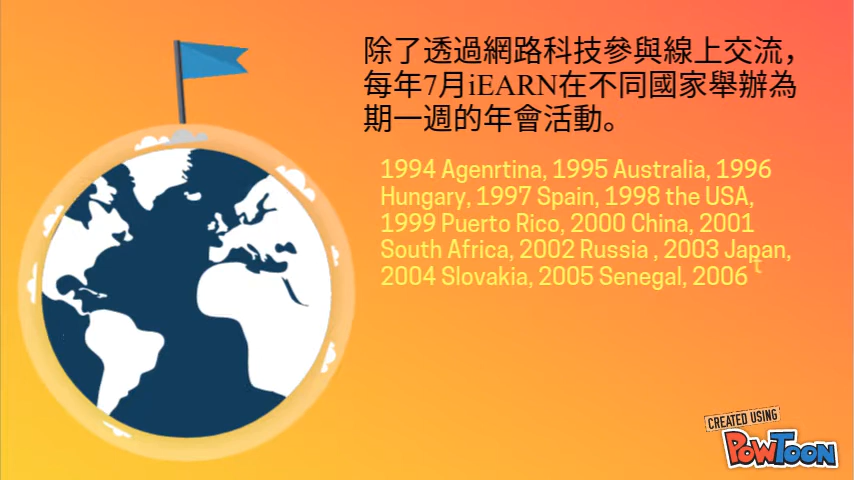 除了透過網路科技參與線上交流，
每年7月iEARN在不同國家舉辦為
期一週的年會活動。
1994 Agenrtina, 1995 Australia, 1996
Hungary, 1997 Spain, 1998 the USA,
1999 Puerto Rico, 2000 China, 2001
South Africa, 2002 Russia , 2003 Japan,
2004 Slovakia, 2005 Senegal, 2006 t
CREATED USING
POWTOON